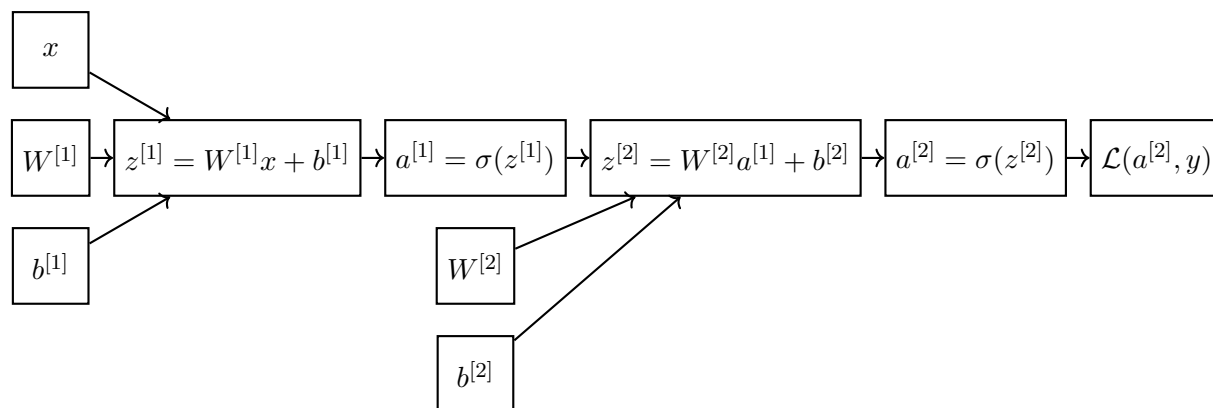 x
W^{[1]}
z^{[1]} = W^{[1]}x + b^{[1]}
a^{[1]} = σ(z^{[1]})
z^{[2]} = W^{[2]}a^{[1]} + b^{[2]}
a^{[2]} = σ(z^{[2]})
ℒ(a^{[2]}, y)
b^{[1]}
W^{[2]}
b^{[2]}